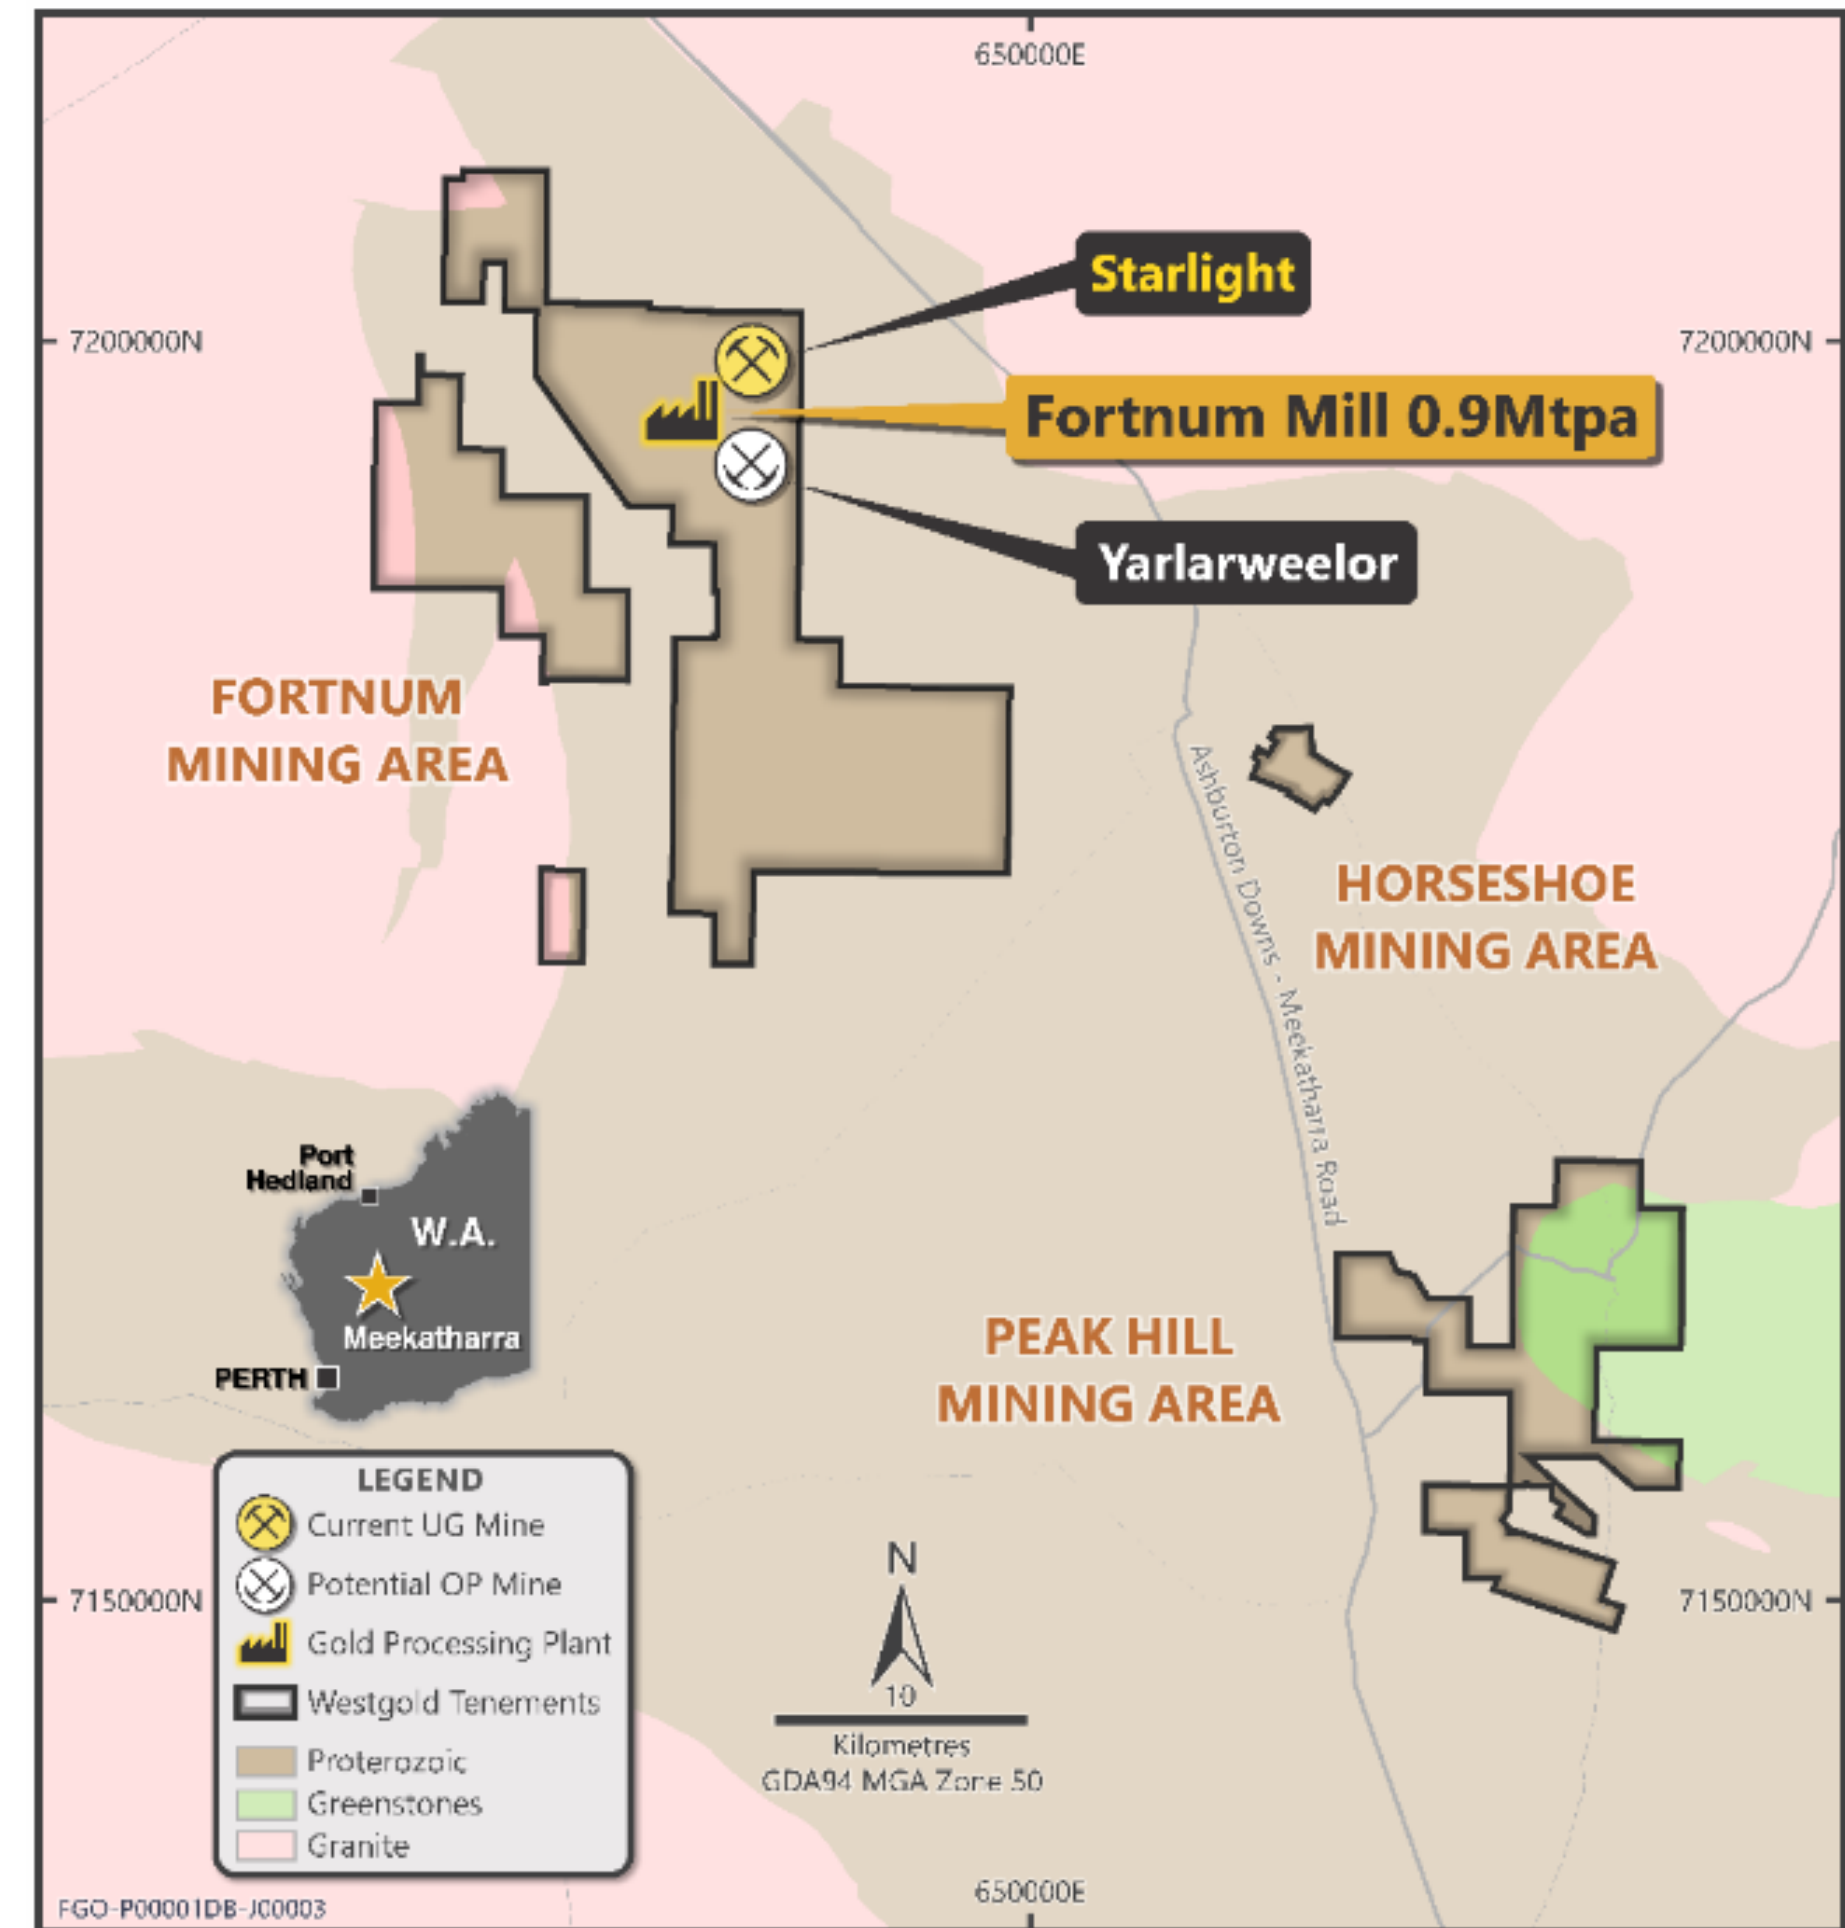 650000E
Starlight
7200000N
7200000N
Fortnum Mill 0.9Mtpa
Yarlarweelor
FORTNUM
MINING AREA
Ashburton Downs - Meekatharra Road
HORSESHOE
MINING AREA
Port
Hedland
W.A.
Meekatharra
PERTH
PEAK HILL
MINING AREA
LEGEND
Current UG Mine
Potential OP Mine
Gold Processing Plant
Westgold Tenements
Proterozoic
Greenstones
Granite
7150000N
7150000N
N
10
Kilometres
GDA94 MGA Zone 50
650000E
FGO-P00001DB-J00003